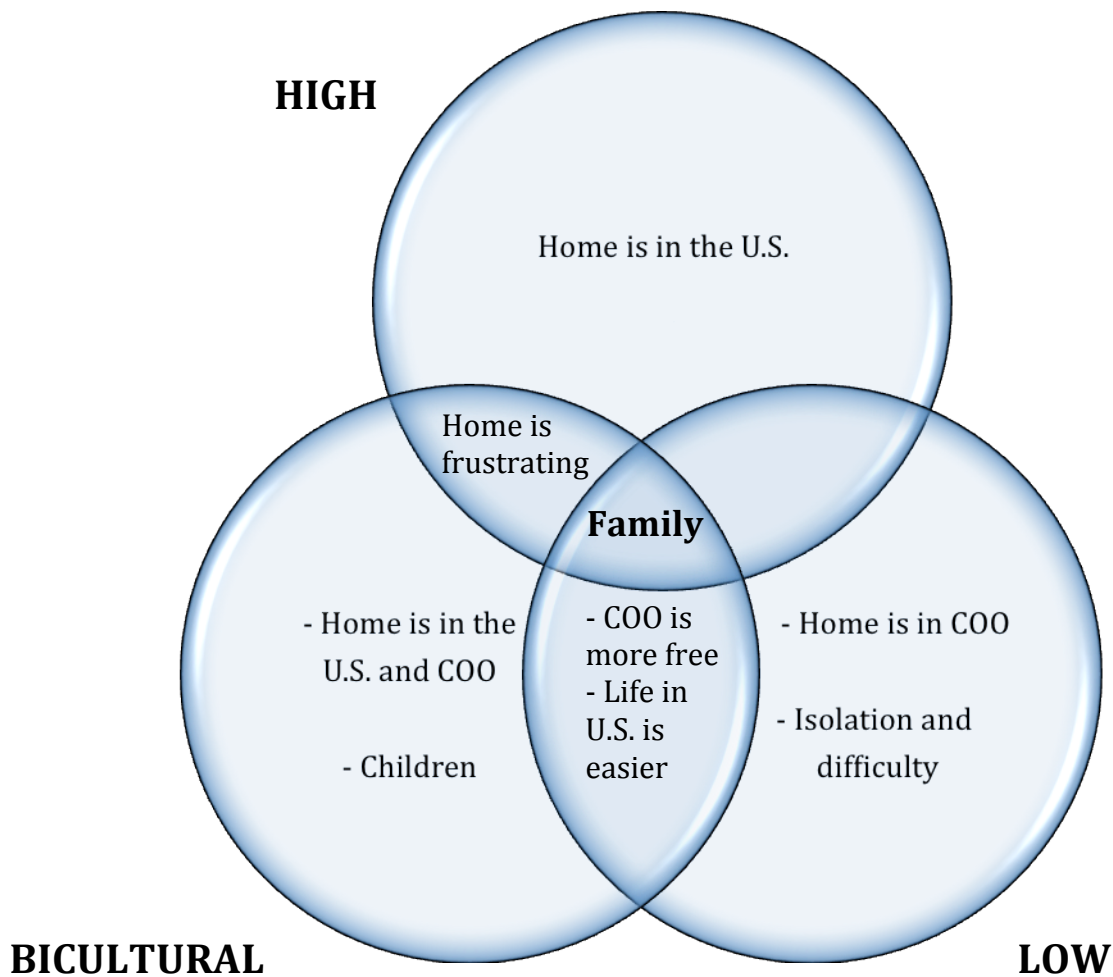 HIGH
Home is in the U.S.
Home is
frustrating
Family
- Home is in the
U.S. and COO
- Children
- COO is
more free
- Life in
U.S. is
easier
- Home is in COO
- Isolation and
difficulty
BICULTURAL
LOW